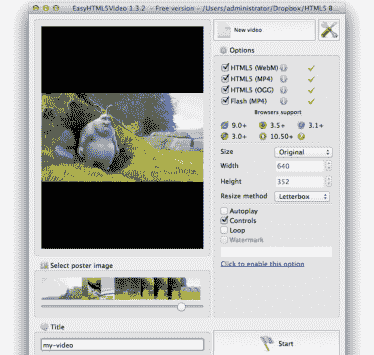 EasyHTML5Video 1.3.2 - Free version - /Users/administrator/Dropbox/HTML5 B...
New video
Options
HTML5 (WebM)
HTML5 (MP4)
HTML5 (OGG)
Flash (MP4)
Browsers support
9.0+ 3.5+ 3.1+
3.0+ 10.50+ 2.0+
Size Original
Width 640
Height 352
Resize method Letterbox
Autoplay
Controls
Loop
Watermark
Click to enable this option
Select poster image
Title
my-video
Start